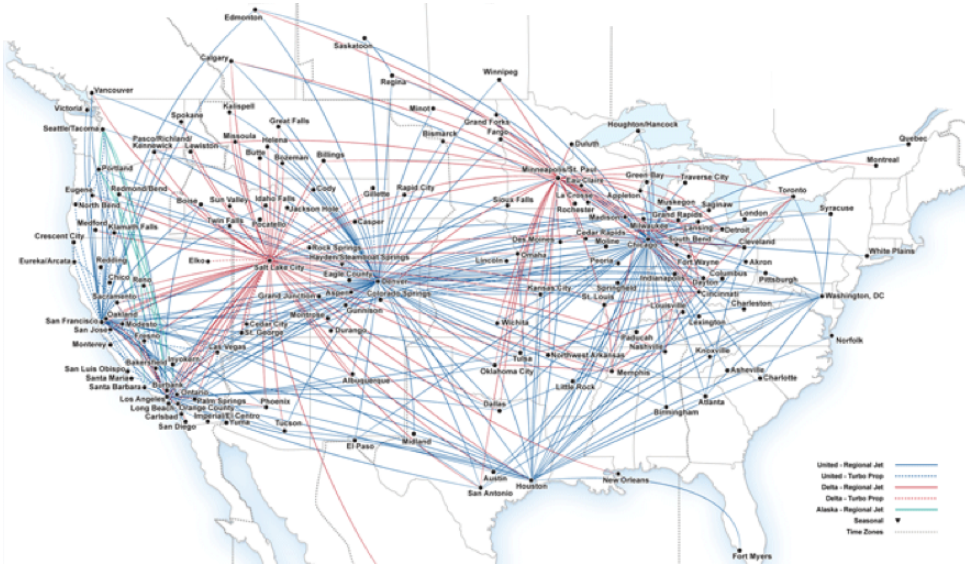 Edmonton
Saskatoon
Calgary
Regina
Winnipeg
Vancouver
Victoria
Kalispell
Minot
Spokane
Great Falls
Grand Forks
Seattle/Tacoma
Missoula
Helena
Bismarck
Fargo
Houghton/Hancock
Quebec
Pasco/Richland/
Kennewick
Lewiston
Butte
Bozeman
Billings
Duluth
Montreal
Portland
Minneapolis/St. Paul
Eau Claire
Green Bay
Traverse City
Toronto
Eugene
Redmond/Bend
Boise
Sun Valley
Idaho Falls
Cody
Gillette
Rapid City
La Crosse
Appleton
Muskegon
Saginaw
North Bend
Jackson Hole
Sioux Falls
Rochester
Madison
Grand Rapids
London
Syracuse
Medford
Klamath Falls
Twin Falls
Pocatello
Casper
Milwaukee
Lansing
Detroit
Crescent City
Cedar Rapids
Chicago
South Bend
Cleveland
Des Moines
Moline
White Plains
Rock Springs
Hayden/Steamboat Springs
Eureka/Arcata
Redding
Elko
Salt Lake City
Lincoln
Omaha
Peoria
Fort Wayne
Akron
Chico
Reno
Eagle County
Denver
Indianapolis
Columbus
Pittsburgh
Dayton
Sacramento
Grand Junction
Aspen
Colorado Springs
Kansas City
Springfield
Cincinnati
Washington, DC
Gunnison
St. Louis
Louisville
Charleston
Oakland
San Francisco
Modesto
Montrose
Cedar City
St. George
Durango
Wichita
Lexington
San Jose
Fresno
Paducah
Norfolk
Monterey
Inyokern
Las Vegas
Nashville
Knoxville
Bakersfield
Tulsa
Northwest Arkansas
San Luis Obispo
Oklahoma City
Memphis
Asheville
Charlotte
Santa Maria
Burbank
Albuquerque
Little Rock
Santa Barbara
Ontario
Los Angeles
Palm Springs
Phoenix
Dallas
Atlanta
Long Beach
Orange County
Birmingham
Carlsbad
Imperial/El Centro
San Diego
Yuma
Tucson
El Paso
Midland
Austin
San Antonio
Houston
New Orleans
Fort Myers
United - Regional Jet
United - Turbo Prop
Delta - Regional Jet
Delta - Turbo Prop
Alaska - Regional Jet
Seasonal
Time Zones